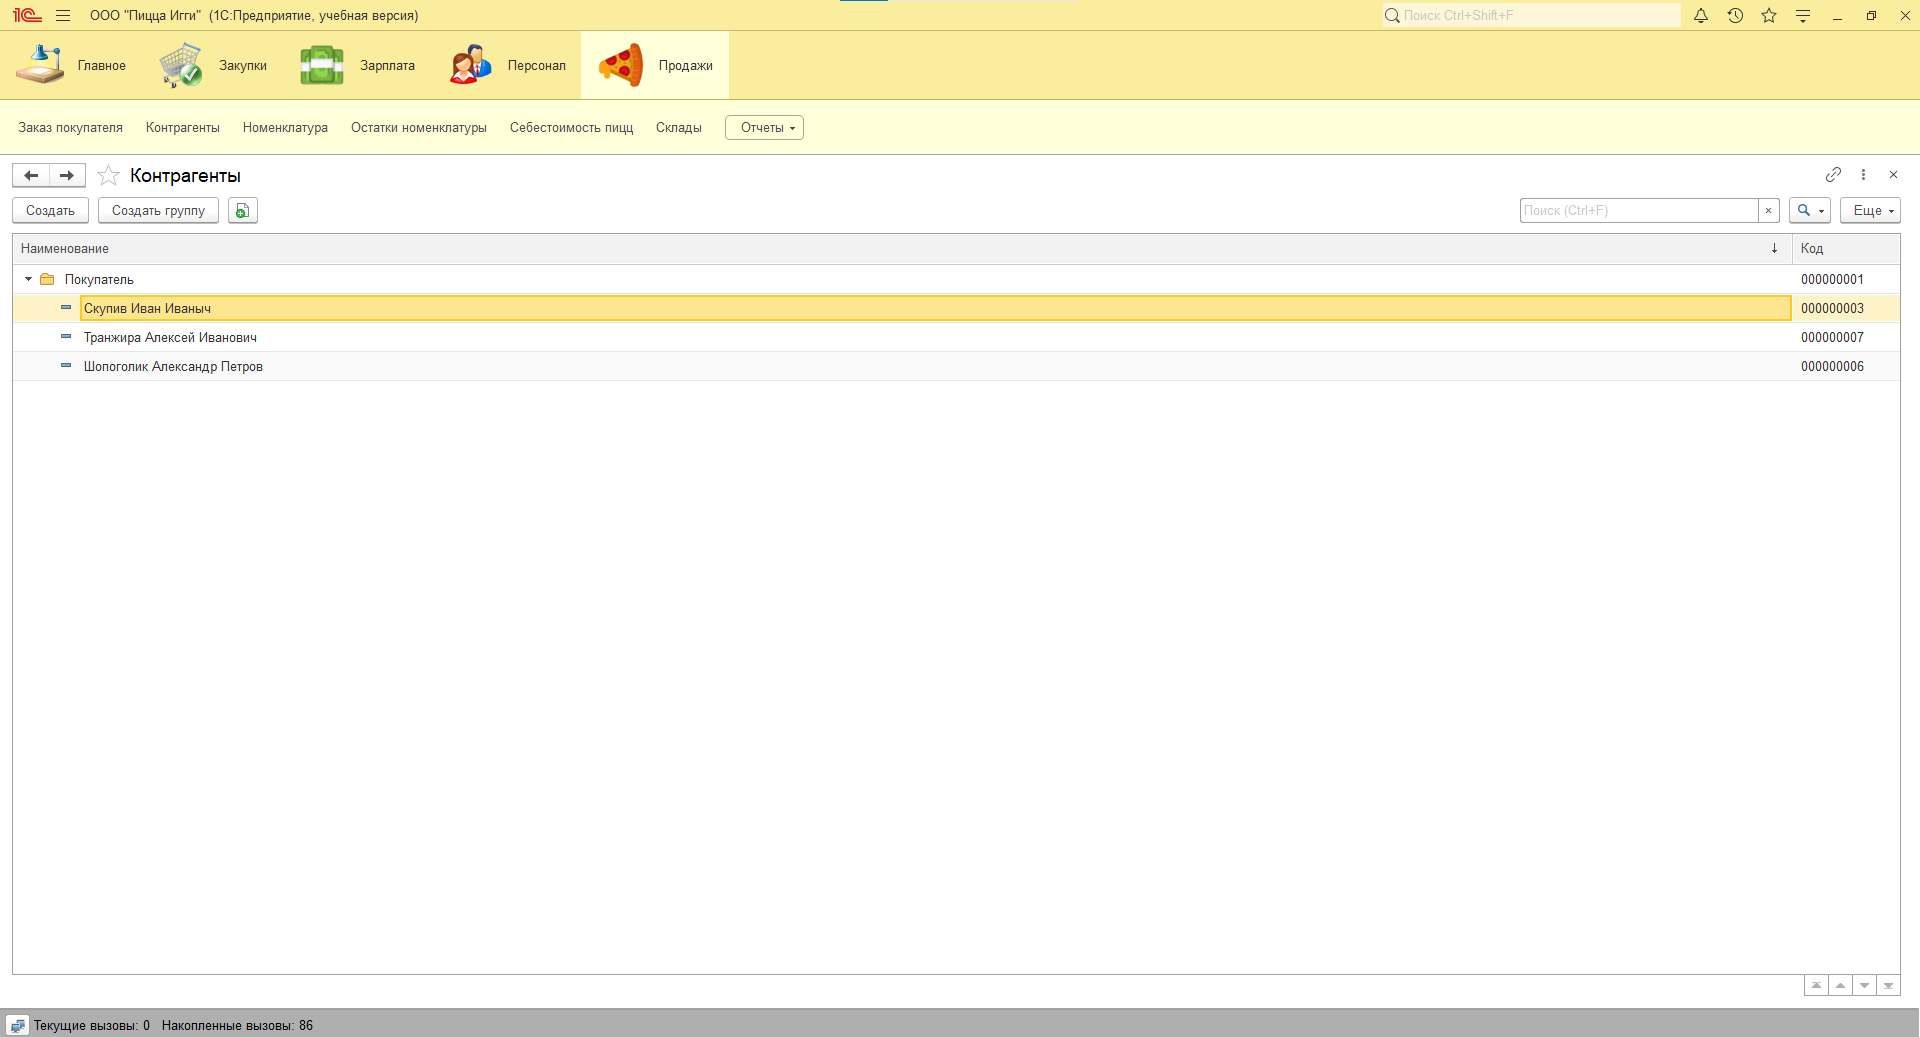 1С ООО "Пицца Игги" (1С:Предприятие, учебная версия) Поиск Ctrl+Shift+F
Главное Закупки Зарплата Персонал Продажи
Заказ покупателя Контрагенты Номенклатура Остатки номенклатуры Себестоимость пицц Склады Отчеты
Контрагенты
Создать Создать группу Поиск (Ctrl+F) × Еще
Наименование ↓ Код
Покупатель 000000001
Скупив Иван Иваныч 000000003
Транжира Алексей Иванович 000000007
Шопоголик Александр Петров 000000006
Текущие вызовы: 0 Накопленные вызовы: 86